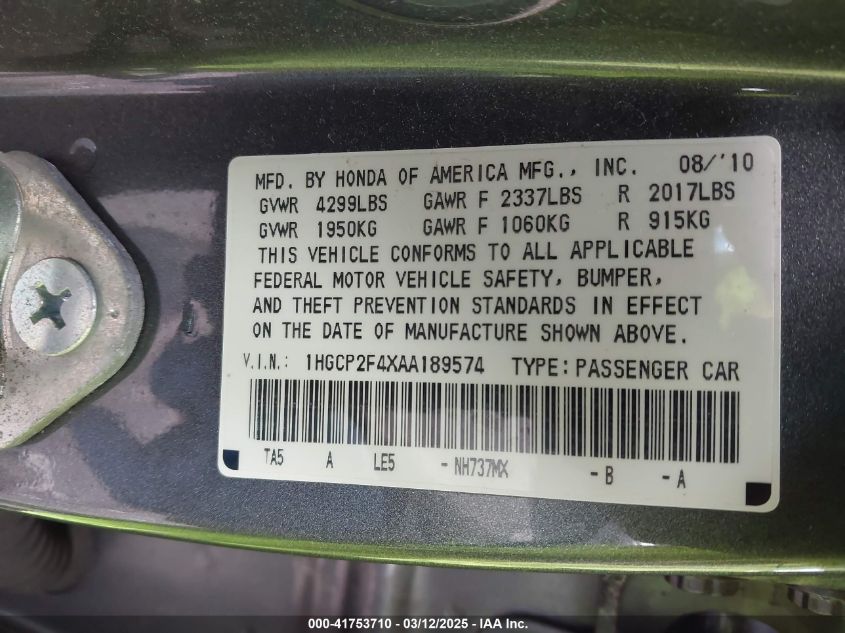 MFD. BY HONDA OF AMERICA MFG., INC. 08/'10
GVWR 4299LBS GAWR F 2337LBS R 2017LBS
GVWR 1950KG GAWR F 1060KG R 915KG
THIS VEHICLE CONFORMS TO ALL APPLICABLE
FEDERAL MOTOR VEHICLE SAFETY, BUMPER,
AND THEFT PREVENTION STANDARDS IN EFFECT
ON THE DATE OF MANUFACTURE SHOWN ABOVE.
V.I.N.: 1HGCP2F4XAA189574 TYPE: PASSENGER CAR
TA5 A LE5 -NH737MX -B -A
000-41753710 - 03/12/2025 - IAA Inc.